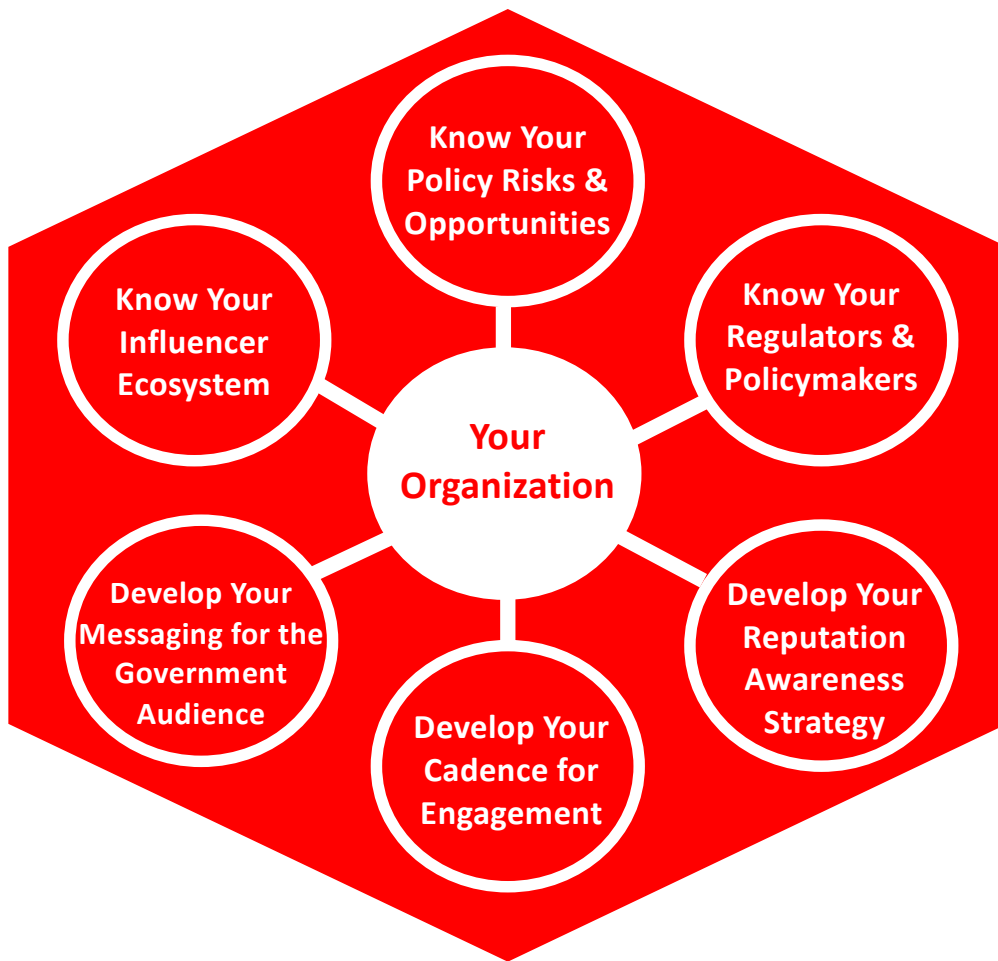 Know Your
Policy Risks &
Opportunities
Know Your
Influencer
Ecosystem
Know Your
Regulators &
Policymakers
Your
Organization
Develop Your
Messaging for the
Government
Audience
Develop Your
Reputation
Awareness
Strategy
Develop Your
Cadence for
Engagement